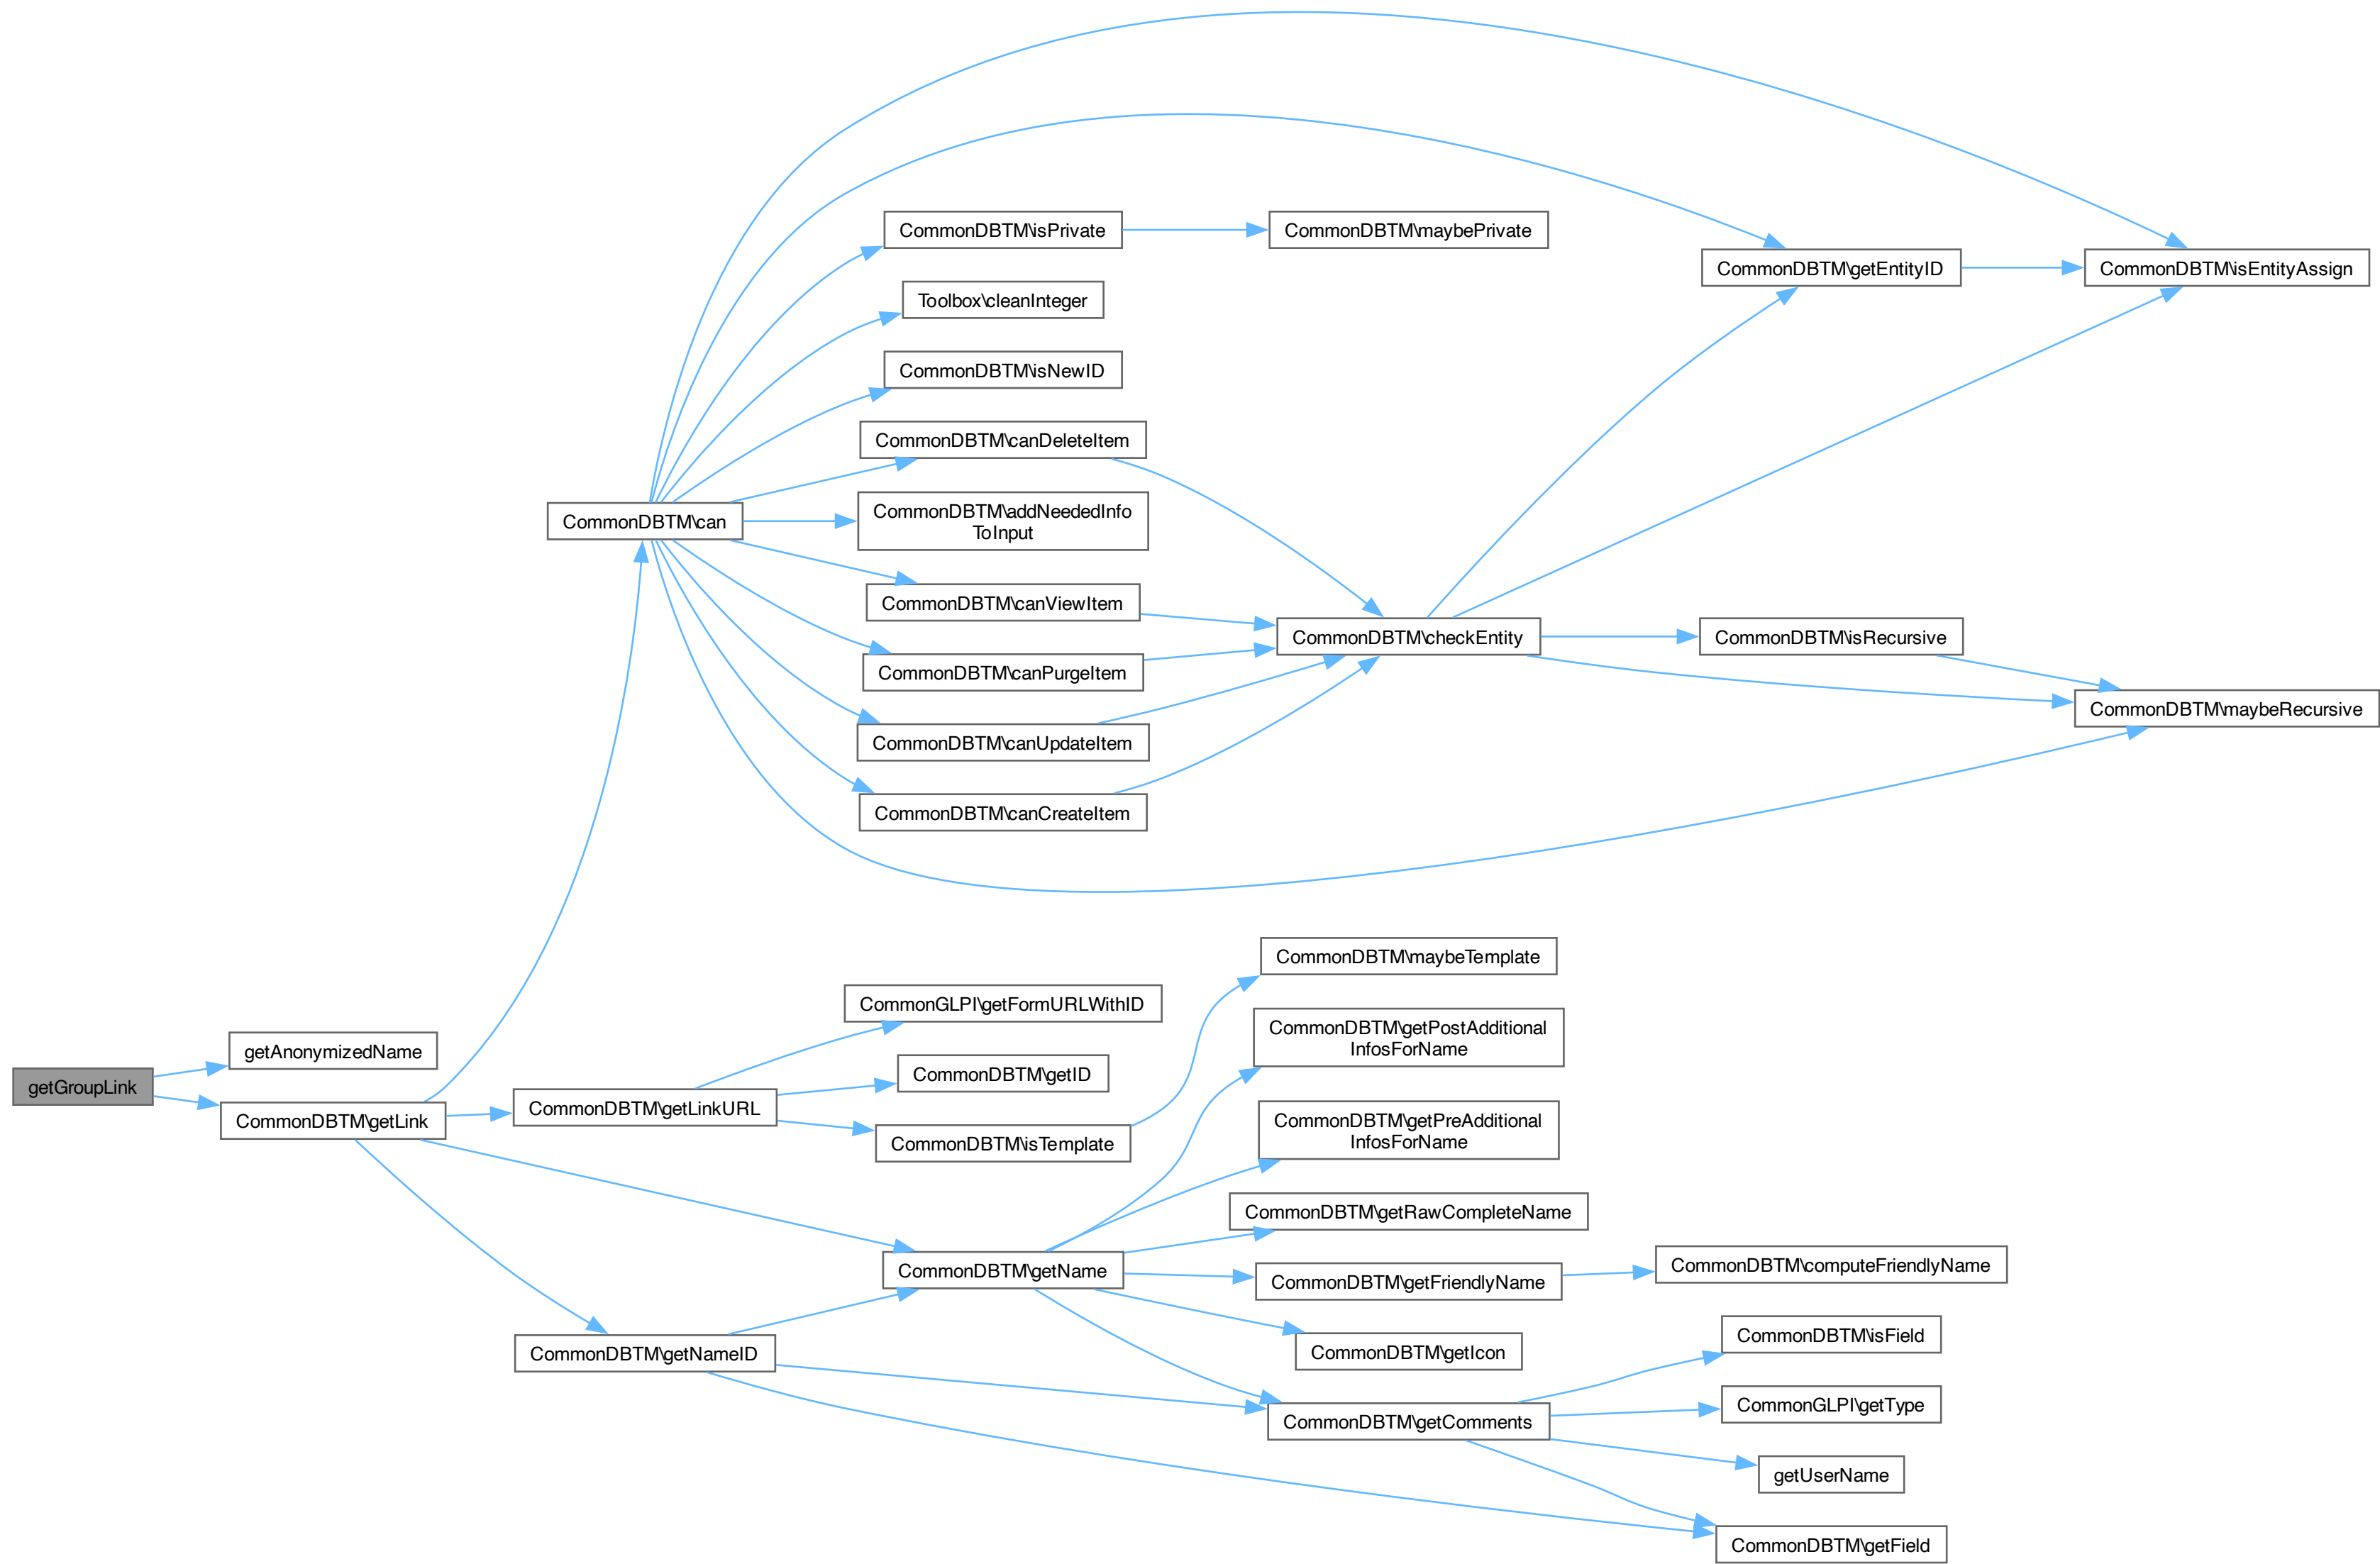 CommonDBTM\isPrivate
CommonDBTM\maybePrivate
CommonDBTM\getEntityID
CommonDBTM\isEntityAssign
Toolbox\cleanInteger
CommonDBTM\isNewID
CommonDBTM\canDeleteItem
CommonDBTM\can
CommonDBTM\addNeededInfo
ToInput
CommonDBTM\canViewItem
CommonDBTM\checkEntity
CommonDBTM\isRecursive
CommonDBTM\canPurgeItem
CommonDBTM\maybeRecursive
CommonDBTM\canUpdateItem
CommonDBTM\canCreateItem
CommonDBTM\maybeTemplate
CommonGLPI\getFormURLWithID
CommonDBTM\getPostAdditional
InfosForName
getAnonymizedName
getGroupLink
CommonDBTM\getID
CommonDBTM\getLink
CommonDBTM\getLinkURL
CommonDBTM\getPreAdditional
InfosForName
CommonDBTM\isTemplate
CommonDBTM\getRawCompleteName
CommonDBTM\getName
CommonDBTM\getFriendlyName
CommonDBTM\computeFriendlyName
CommonDBTM\isField
CommonDBTM\getNameID
CommonDBTM\getIcon
CommonGLPI\getType
CommonDBTM\getComments
getUserName
CommonDBTM\getField